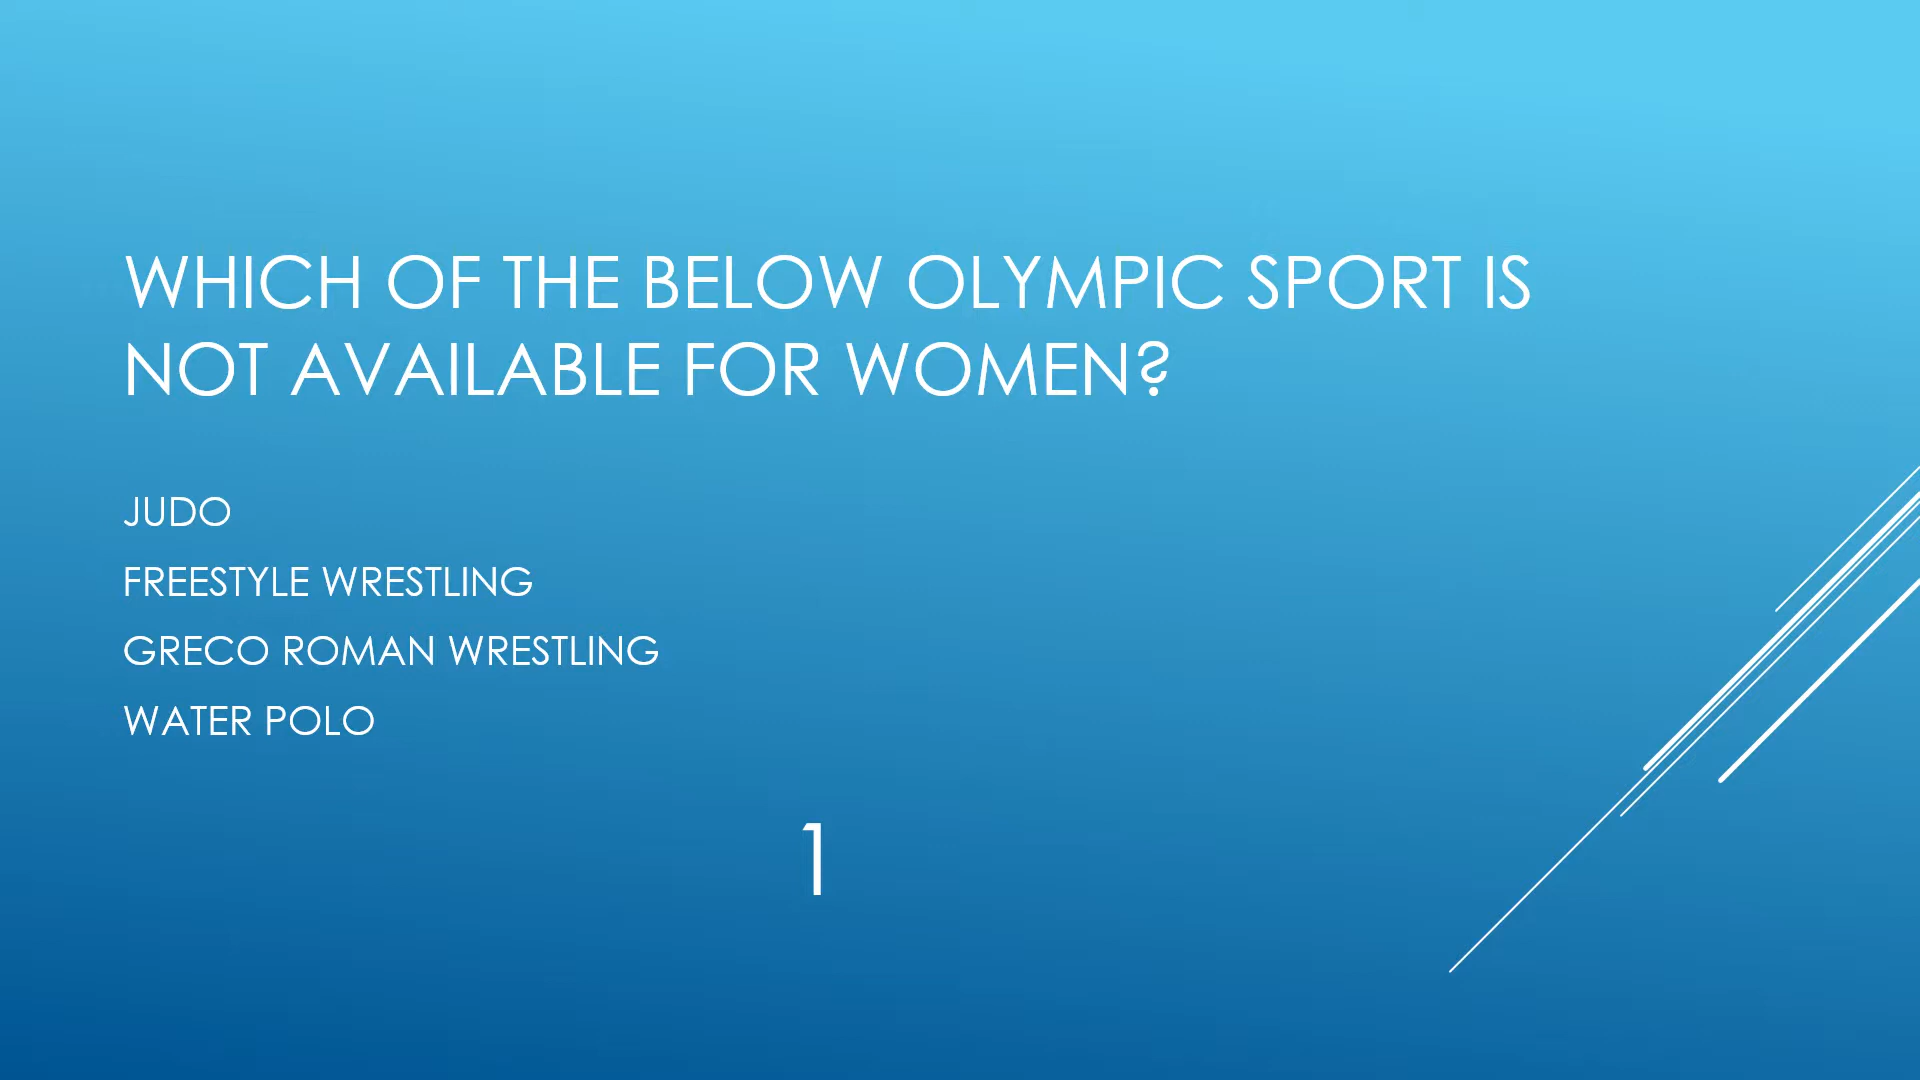 WHICH OF THE BELOW OLYMPIC SPORT IS
NOT AVAILABLE FOR WOMEN?
JUDO
FREESTYLE WRESTLING
GRECO ROMAN WRESTLING
WATER POLO
1